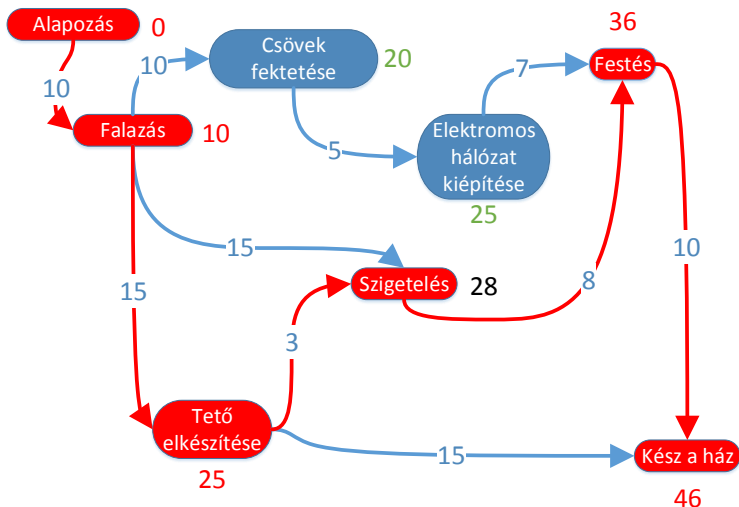 Alapozás
0
10
Falazás
10
10
Csövek
fektetése
20
5
Elektromos
hálózat
kiépítése
25
7
36
Festés
15
Szigetelés
28
15
3
8
10
Tető
elkészítése
25
15
Kész a ház
46